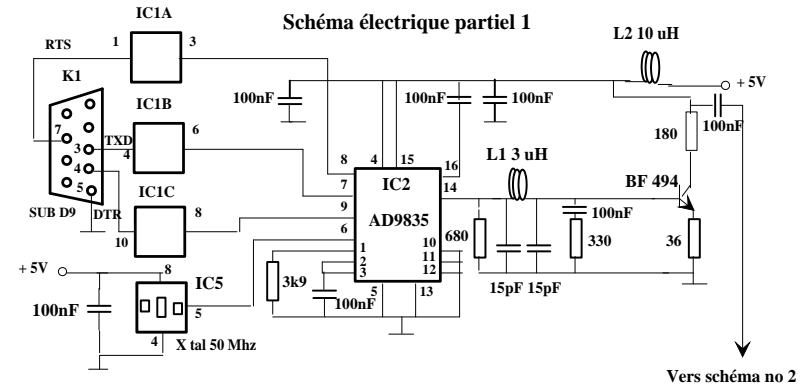 Schéma électrique partiel 1
IC1A
RTS
1
3
K1
IC1B
7
3
TXD
4
6
4
5
SUB D9
DTR
IC1C
10
8
+ 5V
100nF
8
IC5
5
4
X tal 50 Mhz
100nF
100nF
100nF
L2 10 uH
+ 5V
100nF
180
8
4
15
16
7
IC2
14
L1 3 uH
BF 494
9
AD9835
6
1
2
3
10
11
12
5
13
3k9
100nF
680
15pF
15pF
100nF
330
36
Vers schéma no 2